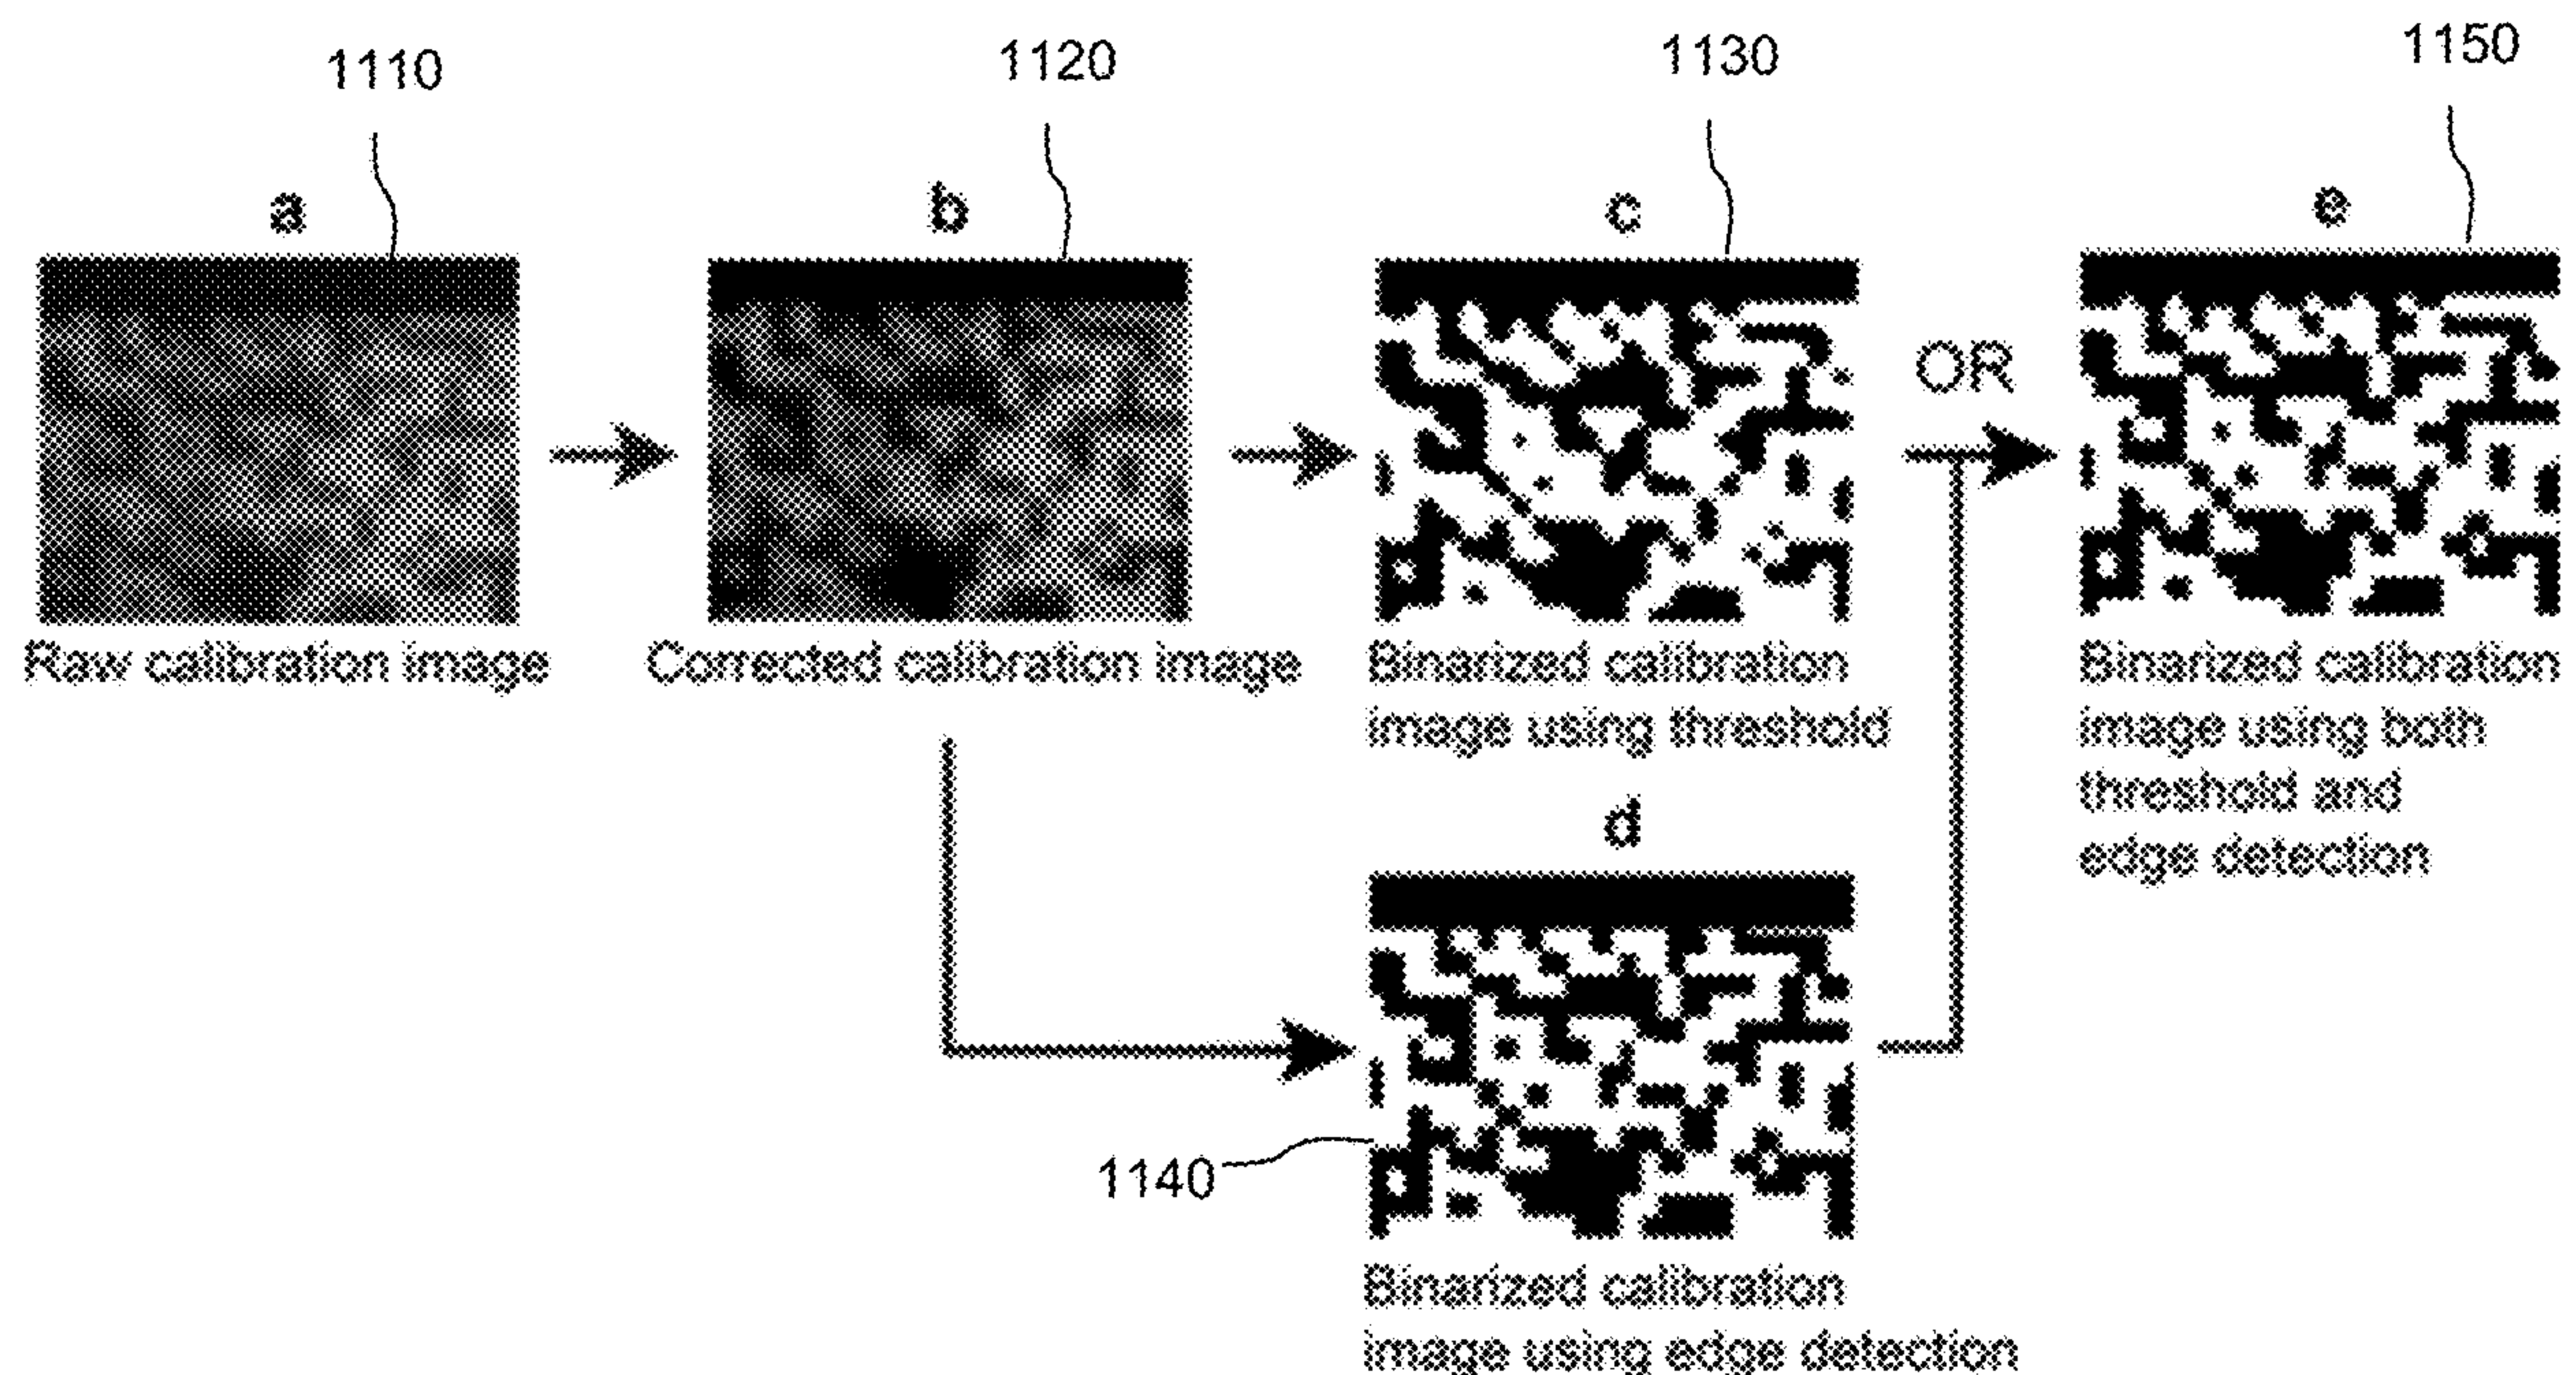 1110
1120
1130
1150
a
b
c
e
OR
Raw calibration image
Corrected calibration image
Binarized calibration
image using threshold
Binarized calibration
image using both
threshold and
edge detection
d
1140
Binarized calibration
image using edge detection